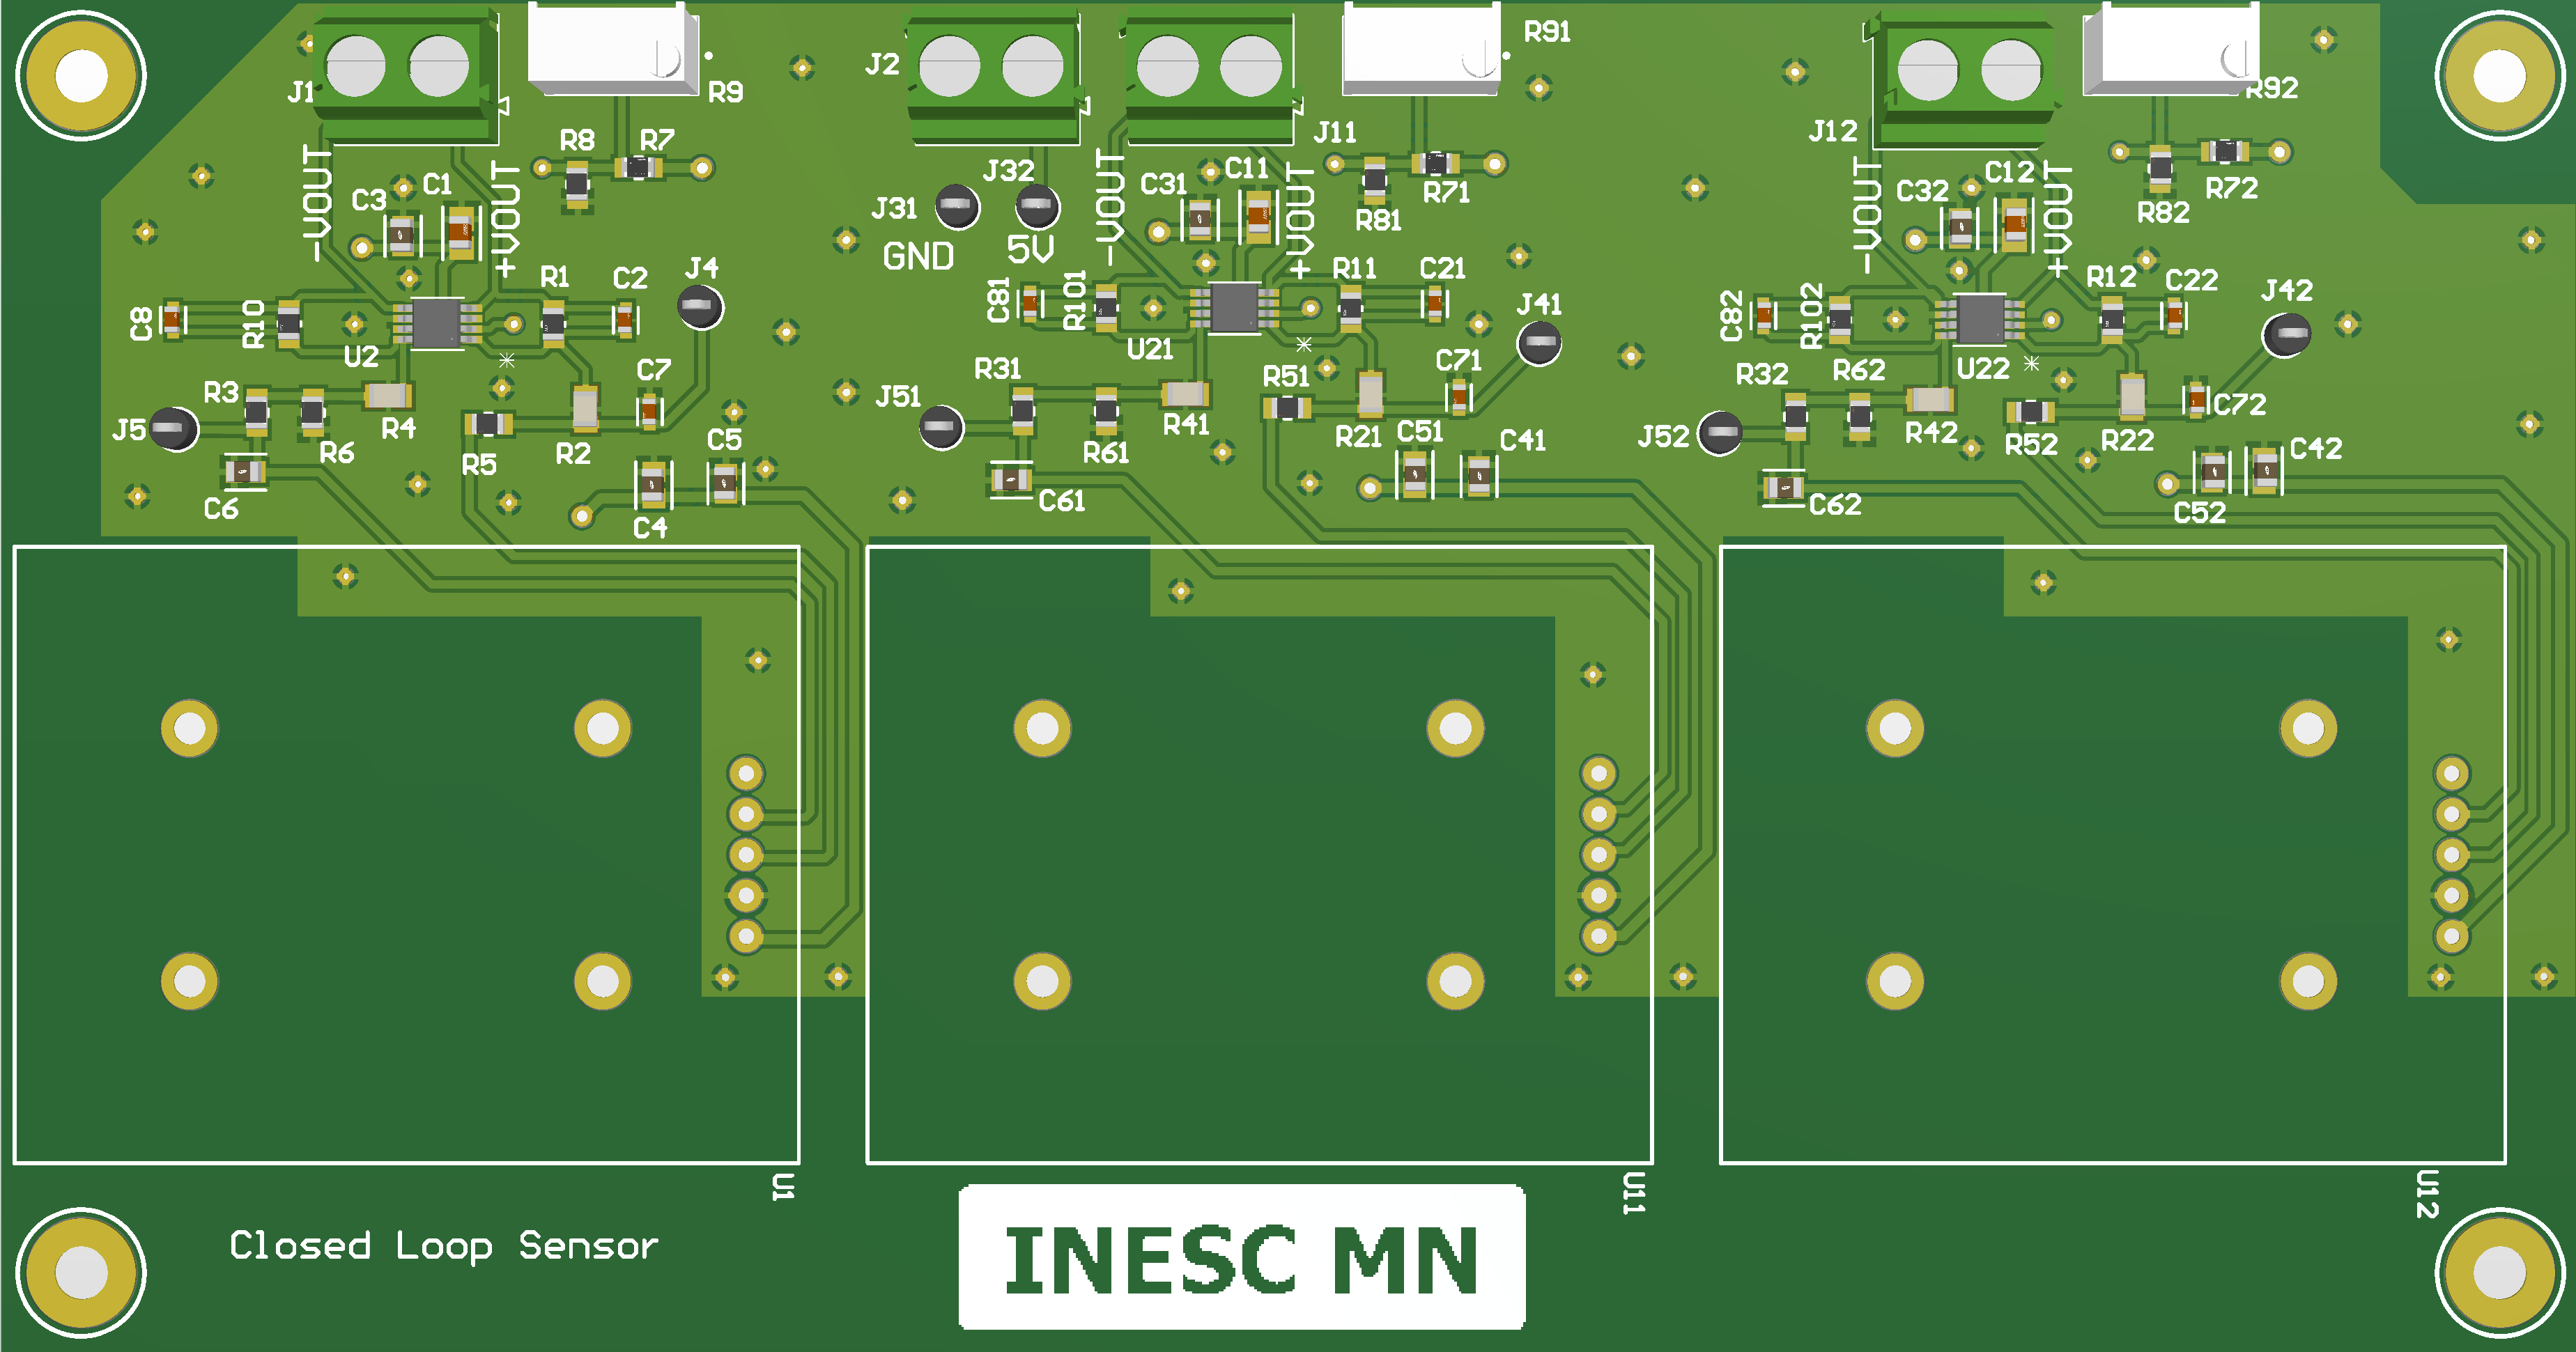 J1
R9
J2
R91
J11
J12
R92
R8
R7
-VOUT
+VOUT
C3
C1
J32
J31
GND
5V
-VOUT
+VOUT
C31
C11
R81
R71
-VOUT
+VOUT
C32
C12
R82
R72
C8
R10
U2
R1
C2
J4
C81
R101
U21
R11
C21
J41
C82
R102
U22
R12
C22
J42
R3
J5
R6
R4
R5
R2
C7
C5
C6
C4
R31
J51
R61
R41
R51
R21
C71
C51
C41
C61
R32
R62
J52
R42
R52
R22
C72
C42
C62
C52
U1
U11
U12
Closed Loop Sensor
INESC MN